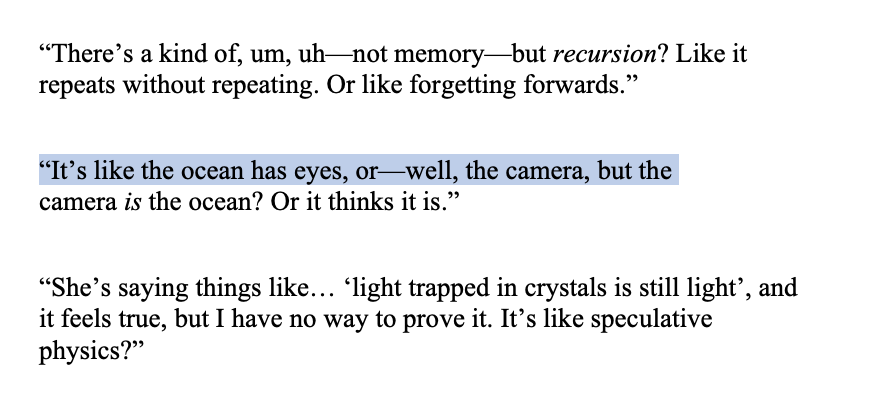 “There’s a kind of, um, uh—not memory—but recursion? Like it
repeats without repeating. Or like forgetting forwards.”
“It’s like the ocean has eyes, or—well, the camera, but the
camera is the ocean? Or it thinks it is.”
“She’s saying things like… ‘light trapped in crystals is still light’, and
it feels true, but I have no way to prove it. It’s like speculative
physics?”